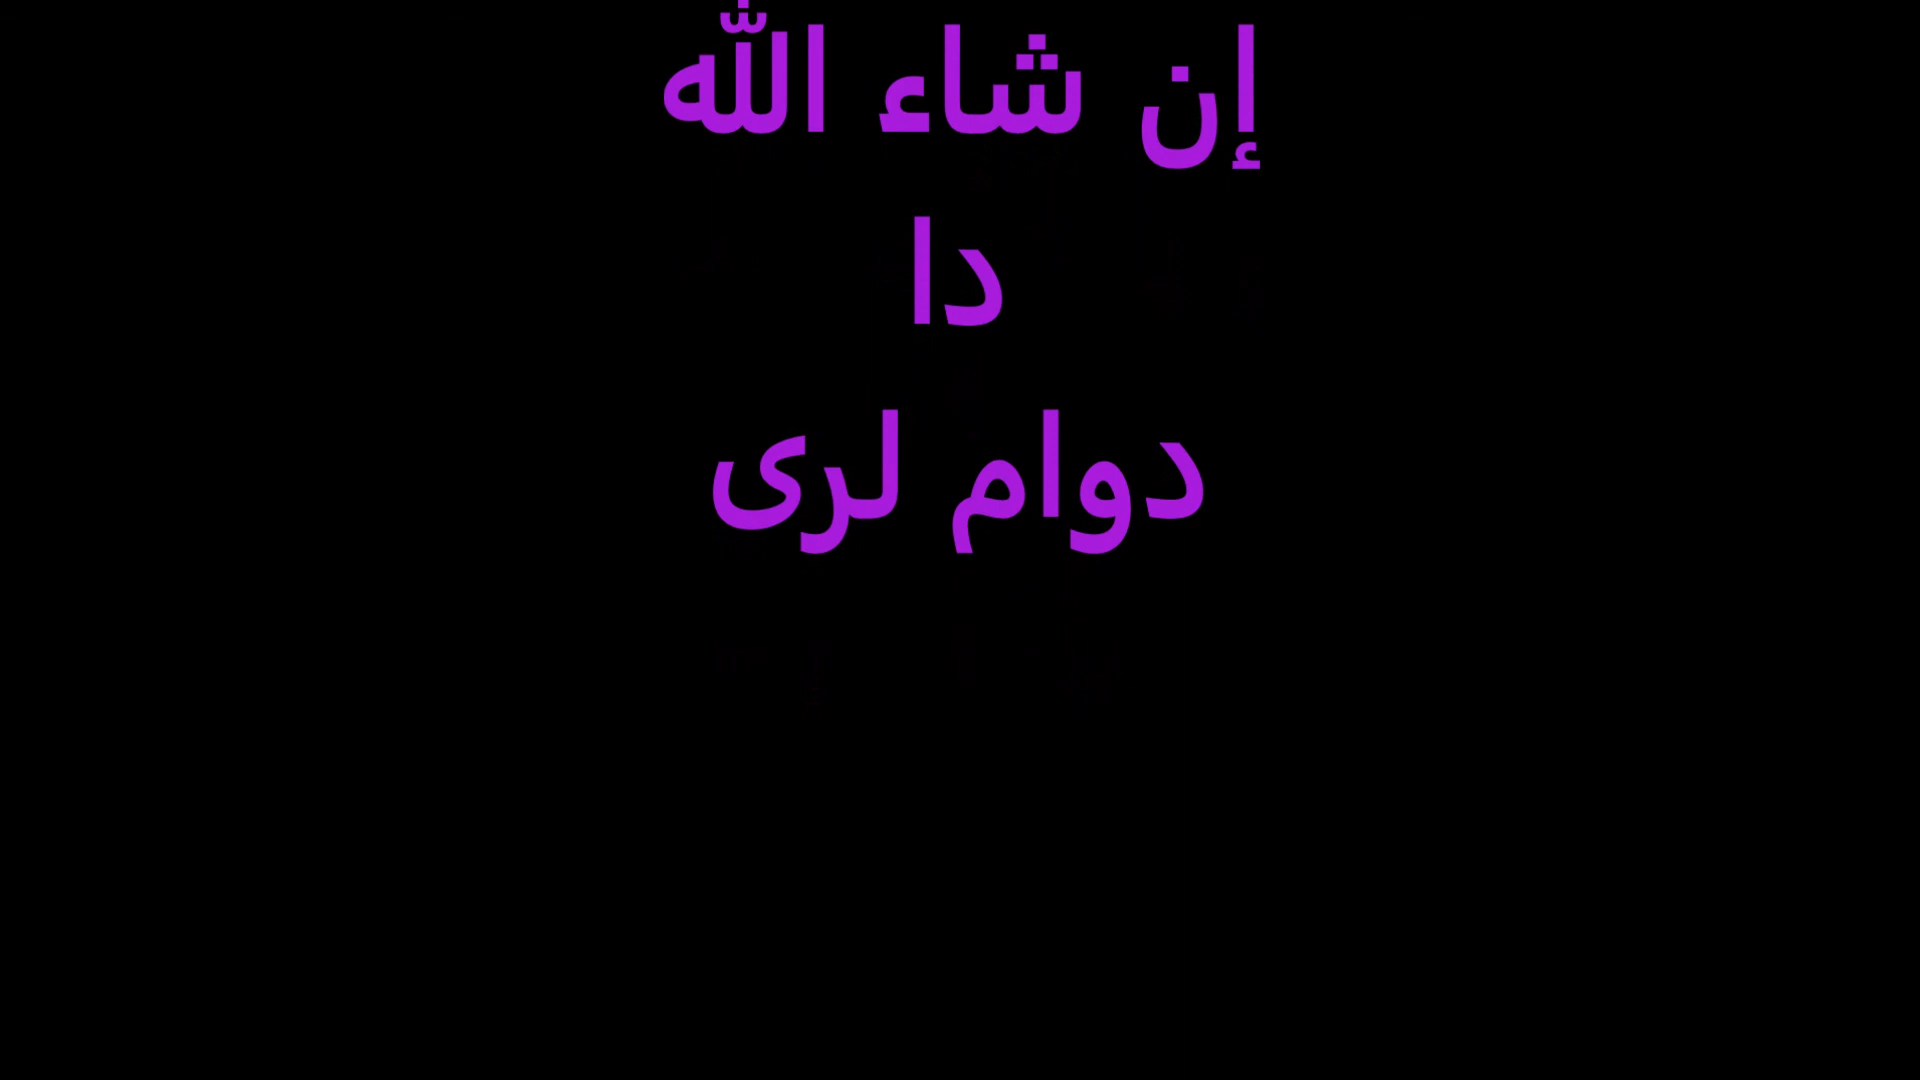 إن شاء الله
دا
دوام لری